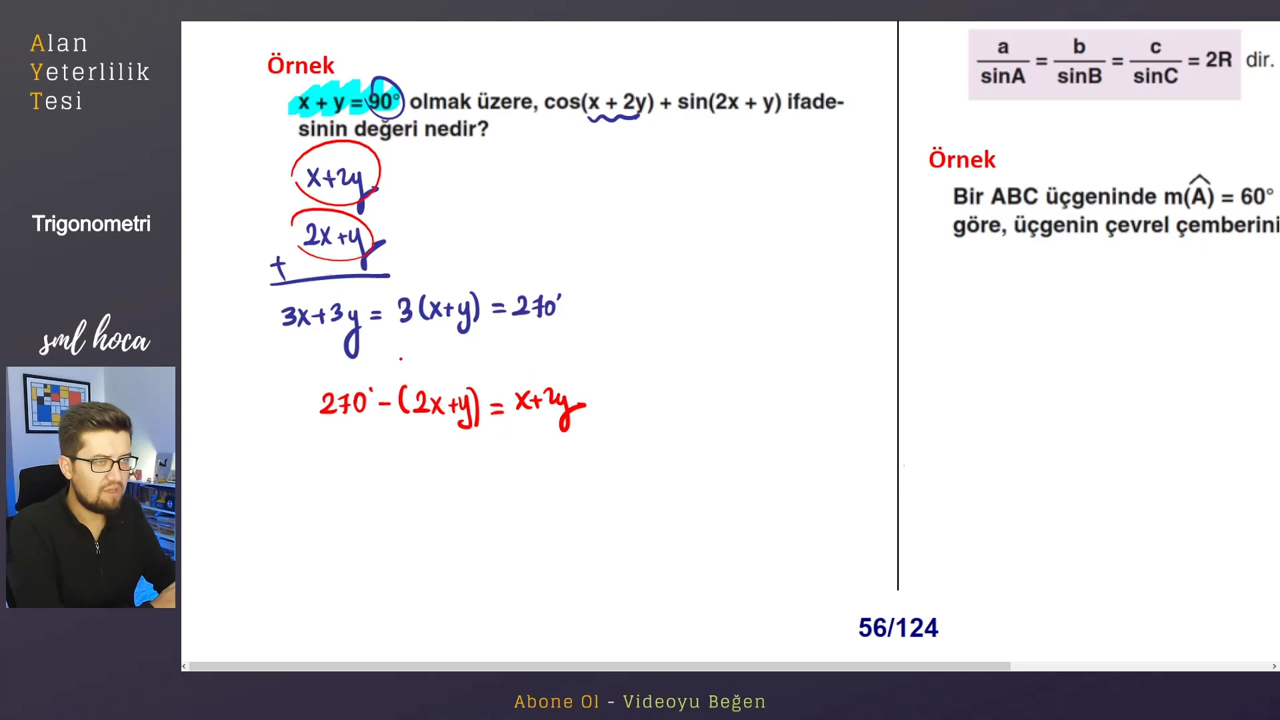 Alan
Yeterlilik
Tesi
Trigonometri
sml hoca
Örnek
x + y = 90° olmak üzere, cos(x + 2y) + sin(2x + y) ifade-
sinin değeri nedir?
x+2y
2x+y
+
3x+3y = 3(x+y) = 270°
270° - (2x+y) = x+2y
a/sinA = b/sinB = c/sinC = 2R dir.
Örnek
Bir ABC üçgeninde m(Â) = 60°
göre, üçgenin çevrel çemberini
56/124
Abone Ol - Videoyu Beğen